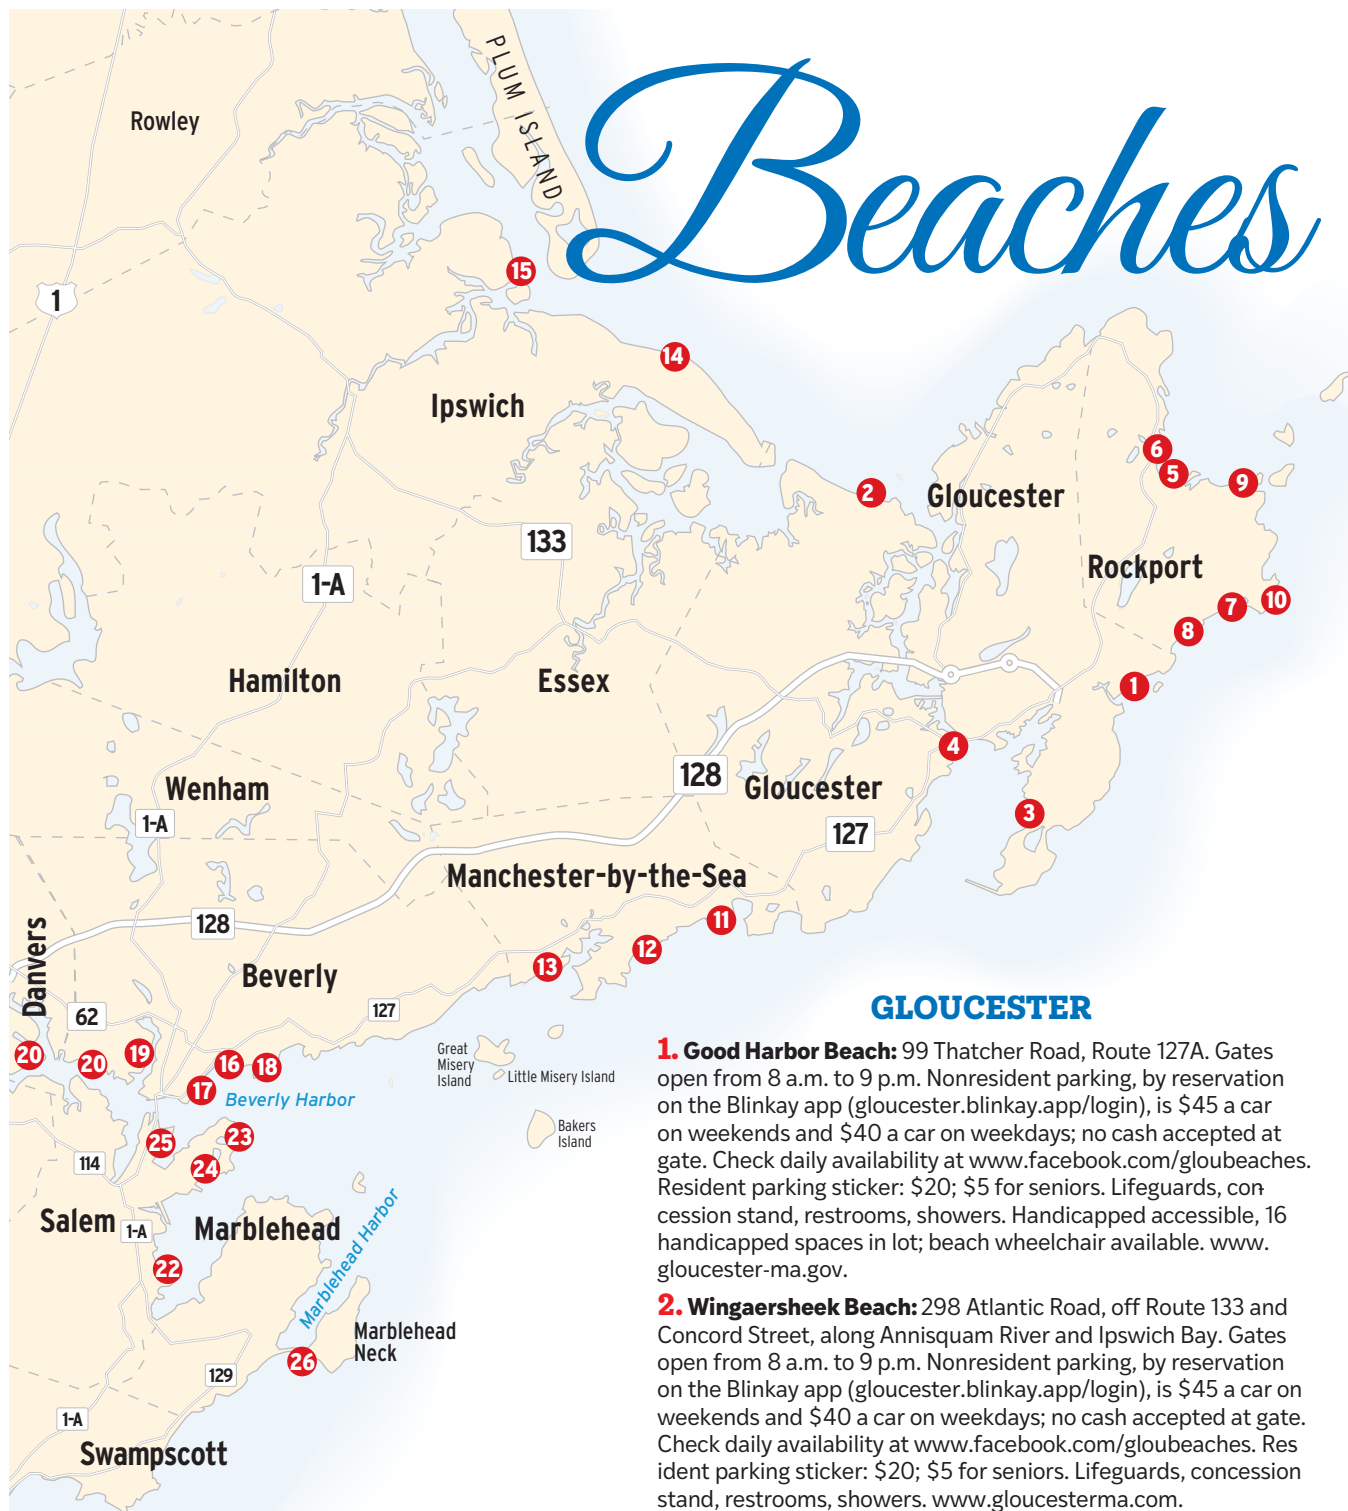 Beaches
PLUM ISLAND
Rowley
15
1
14
Ipswich
6
5
9
2
Gloucester
133
Rockport
1-A
10
7
8
Hamilton
Essex
1
4
128
Wenham
Gloucester
3
1-A
127
Manchester-by-the-Sea
11
128
Danvers
12
13
Beverly
127
62
20
20
19
16
18
17
Beverly Harbor
Great
Misery
Island
Little Misery Island
Bakers
Island
25
23
114
24
Salem
1-A
Marblehead
22
Marblehead Harbor
Marblehead
Neck
26
129
1-A
Swampscott
GLOUCESTER
1. Good Harbor Beach: 99 Thatcher Road, Route 127A. Gates
open from 8 a.m. to 9 p.m. Nonresident parking, by reservation
on the Blinkay app (gloucester.blinkay.app/login), is $45 a car
on weekends and $40 a car on weekdays; no cash accepted at
gate. Check daily availability at www.facebook.com/gloubeaches.
Resident parking sticker: $20; $5 for seniors. Lifeguards, con-
cession stand, restrooms, showers. Handicapped accessible, 16
handicapped spaces in lot; beach wheelchair available. www.
gloucester-ma.gov.
2. Wingaersheek Beach: 298 Atlantic Road, off Route 133 and
Concord Street, along Annisquam River and Ipswich Bay. Gates
open from 8 a.m. to 9 p.m. Nonresident parking, by reservation
on the Blinkay app (gloucester.blinkay.app/login), is $45 a car on
weekends and $40 a car on weekdays; no cash accepted at gate.
Check daily availability at www.facebook.com/gloubeaches. Res
ident parking sticker: $20; $5 for seniors. Lifeguards, concession
stand, restrooms, showers. www.gloucesterma.com.